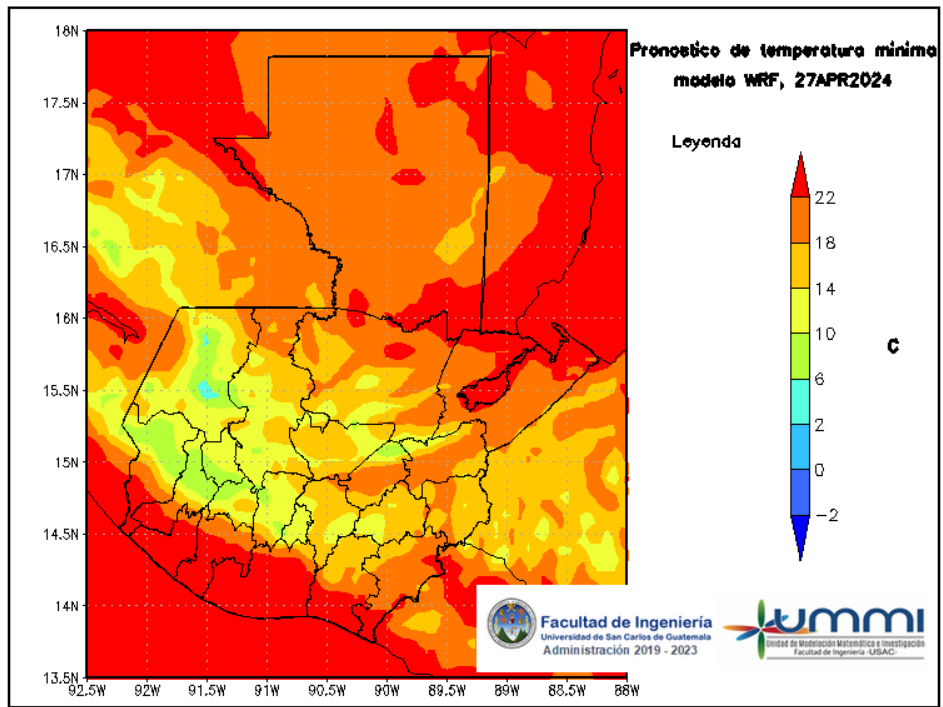 Pronostico de temperatura minima
modelo WRF, 27APR2024
Leyenda
22
18
14
10
6
2
0
−2
C
18N
17.5N
17N
16.5N
16N
15.5N
15N
14.5N
14N
13.5N
92.5W
92W
91.5W
91W
90.5W
90W
89.5W
89W
88.5W
88W
Facultad de Ingeniería
Universidad de San Carlos de Guatemala
Administración 2019 - 2023
UMMI
Unidad de Modelación Matemática e Investigación
Facultad de Ingeniería -USAC-